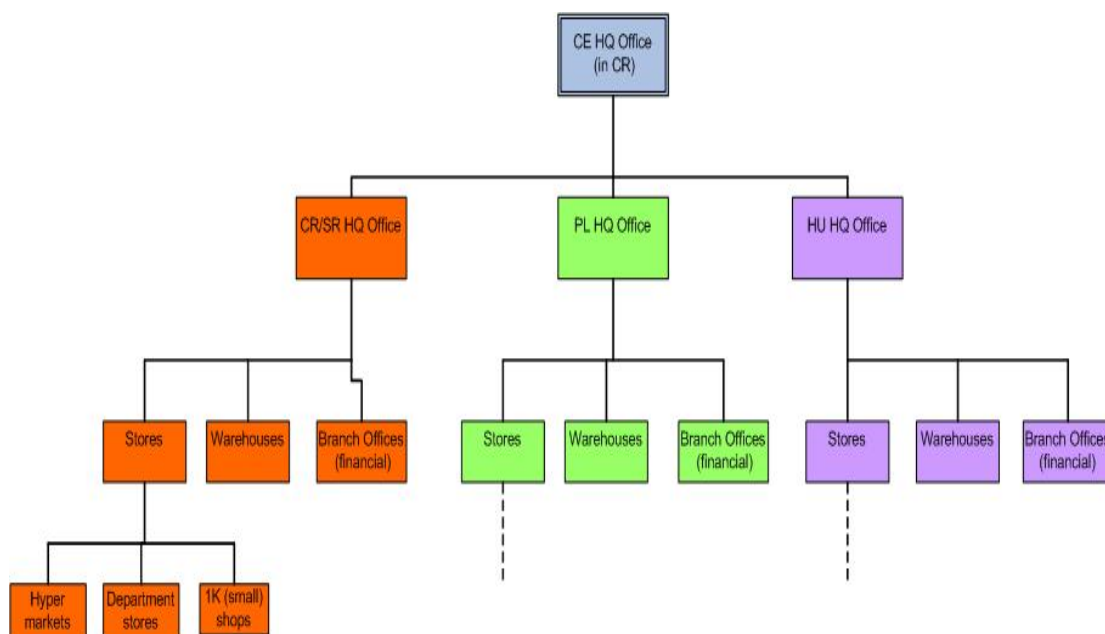 CE HQ Office
(in CR)
CR/SR HQ Office
PL HQ Office
HU HQ Office
Stores
Warehouses
Branch Offices
(financial)
Stores
Warehouses
Branch Offices
(financial)
Stores
Warehouses
Branch Offices
(financial)
Hyper
markets
Department
stores
1K (small)
shops